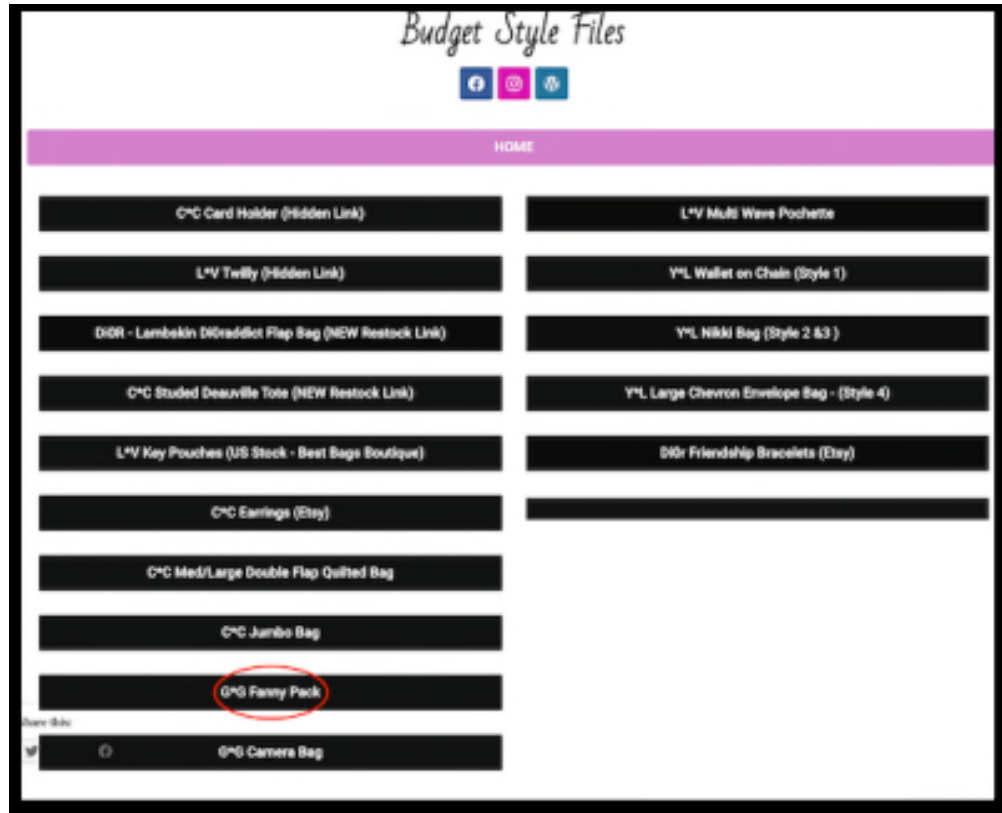 Budget Style Files
HOME
C*C Card Holder (Hidden Link)
L*V Twilly (Hidden Link)
DiOR - Lambskin DiOraddict Flap Bag (NEW Restock Link)
C*C Studed Deauville Tote (NEW Restock Link)
L*V Key Pouches (US Stock - Best Bags Boutique)
C*C Earrings (Etsy)
C*C Med/Large Double Flap Quilted Bag
C*C Jumbo Bag
G*G Fanny Pack
Share this:
G*G Camera Bag
L*V Multi Wave Pochette
Y*L Wallet on Chain (Style 1)
Y*L Nikki Bag (Style 2 &3 )
Y*L Large Chevron Envelope Bag - (Style 4)
DiOr Friendship Bracelets (Etsy)